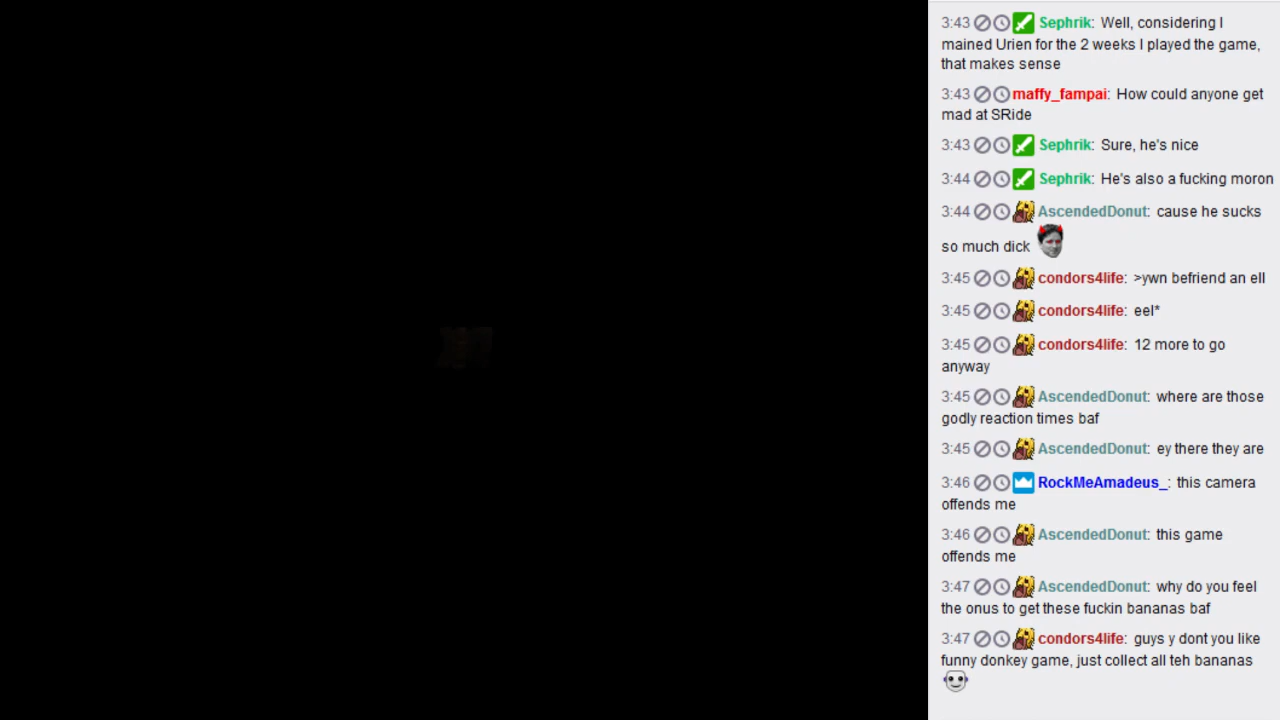 3:43 Sephrik: Well, considering I
mained Urien for the 2 weeks I played the game,
that makes sense
3:43 maffy_fampai: How could anyone get
mad at SRide
3:43 Sephrik: Sure, he's nice
3:44 Sephrik: He's also a fucking moron
3:44 AscendedDonut: cause he sucks
so much dick
3:45 condors4life: >ywn befriend an ell
3:45 condors4life: eel*
3:45 condors4life: 12 more to go
anyway
3:45 AscendedDonut: where are those
godly reaction times baf
3:45 AscendedDonut: ey there they are
3:46 RockMeAmadeus_: this camera
offends me
3:46 AscendedDonut: this game
offends me
3:47 AscendedDonut: why do you feel
the onus to get these fuckin bananas baf
3:47 condors4life: guys y dont you like
funny donkey game, just collect all teh bananas